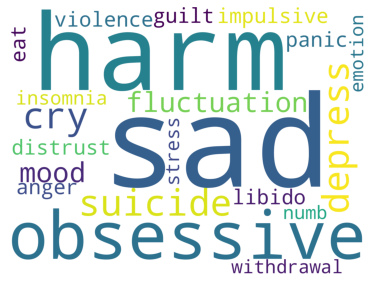 violence
guilt
impulsive
eat
harm
panic
emotion
insomnia
fluctuation
cry
sad
depress
distrust
stress
mood
anger
suicide
libido
numb
obsessive
withdrawal